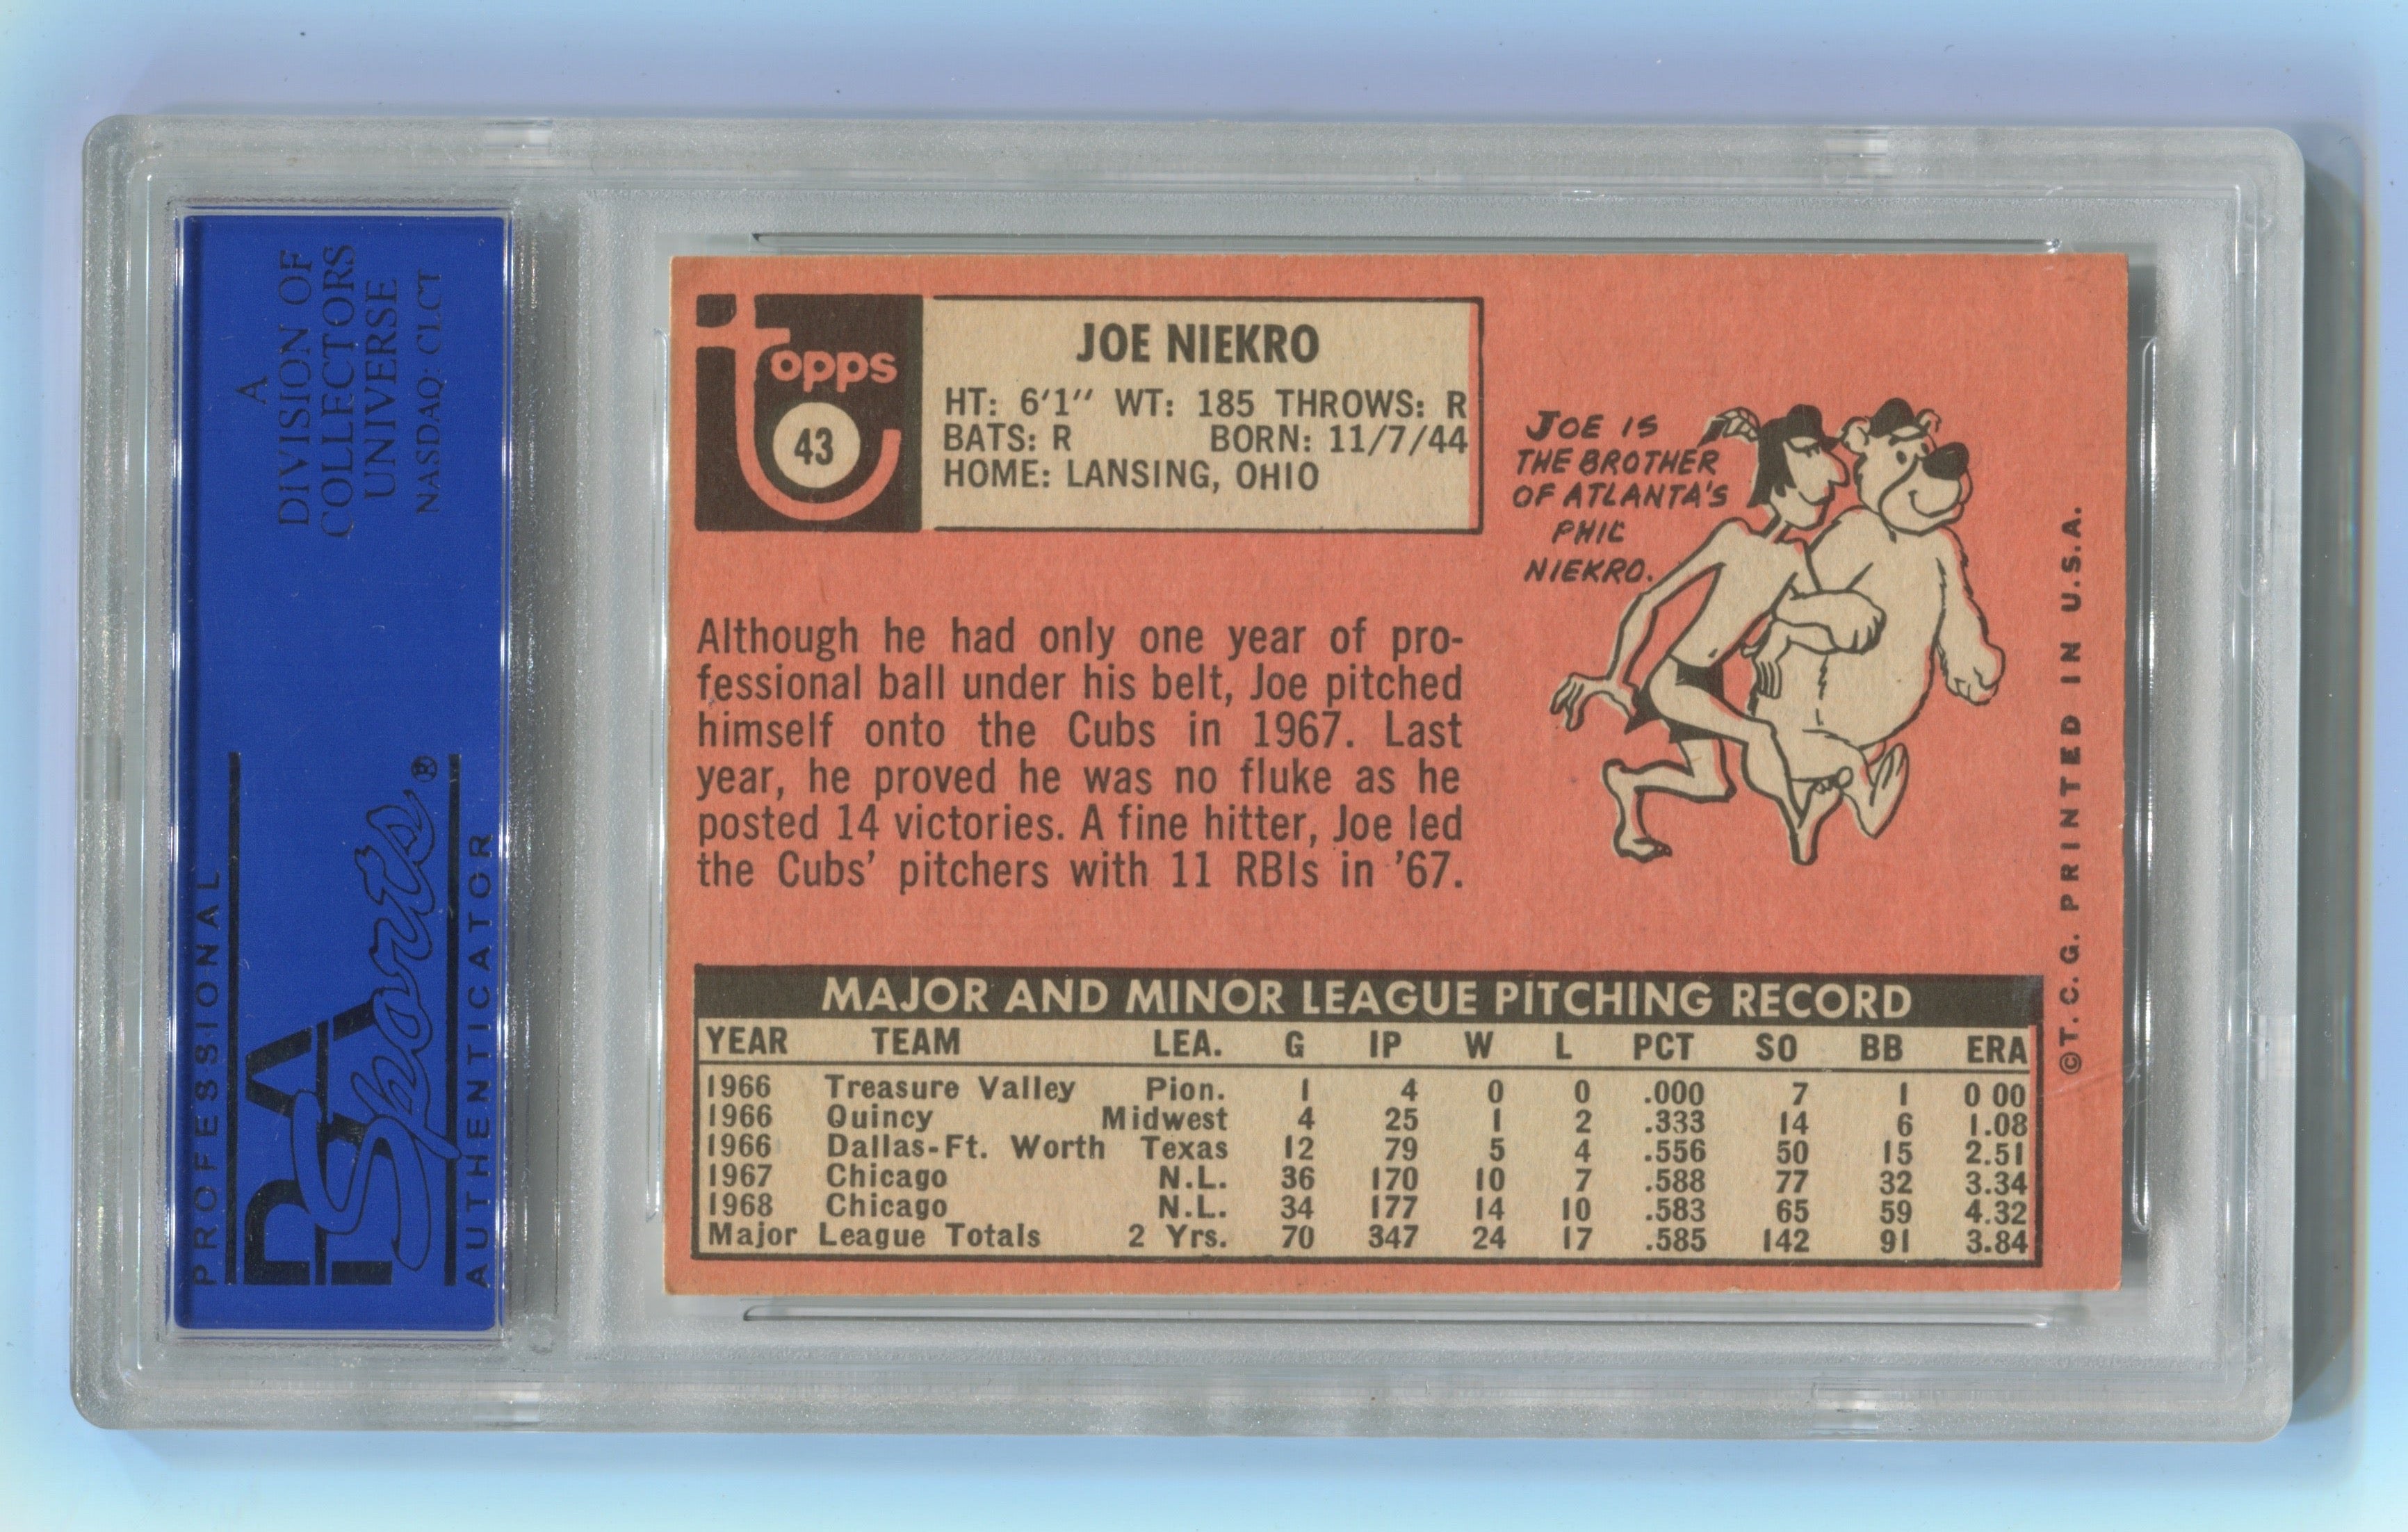 A
DIVISION OF
COLLECTORS
UNIVERSE
NASDAQ: CLCT
PROFESSIONAL
PSA
Sports®
AUTHENTICATOR
Topps
43
JOE NIEKRO
HT: 6'1" WT: 185 THROWS: R
BATS: R BORN: 11/7/44
HOME: LANSING, OHIO
JOE IS
THE BROTHER
OF ATLANTA'S
PHIL
NIEKRO.
Although he had only one year of pro-
fessional ball under his belt, Joe pitched
himself onto the Cubs in 1967. Last
year, he proved he was no fluke as he
posted 14 victories. A fine hitter, Joe led
the Cubs' pitchers with 11 RBIs in '67.
MAJOR AND MINOR LEAGUE PITCHING RECORD
YEAR TEAM LEA. G IP W L PCT SO BB ERA
1966 Treasure Valley Pion. 1 4 0 0 .000 7 1 0 00
1966 Quincy Midwest 4 25 1 2 .333 14 6 1.08
1966 Dallas-Ft. Worth Texas 12 79 5 4 .556 50 15 2.51
1967 Chicago N.L. 36 170 10 7 .588 77 32 3.34
1968 Chicago N.L. 34 177 14 10 .583 65 59 4.32
Major League Totals 2 Yrs. 70 347 24 17 .585 142 91 3.84
©T.C.G. PRINTED IN U.S.A.